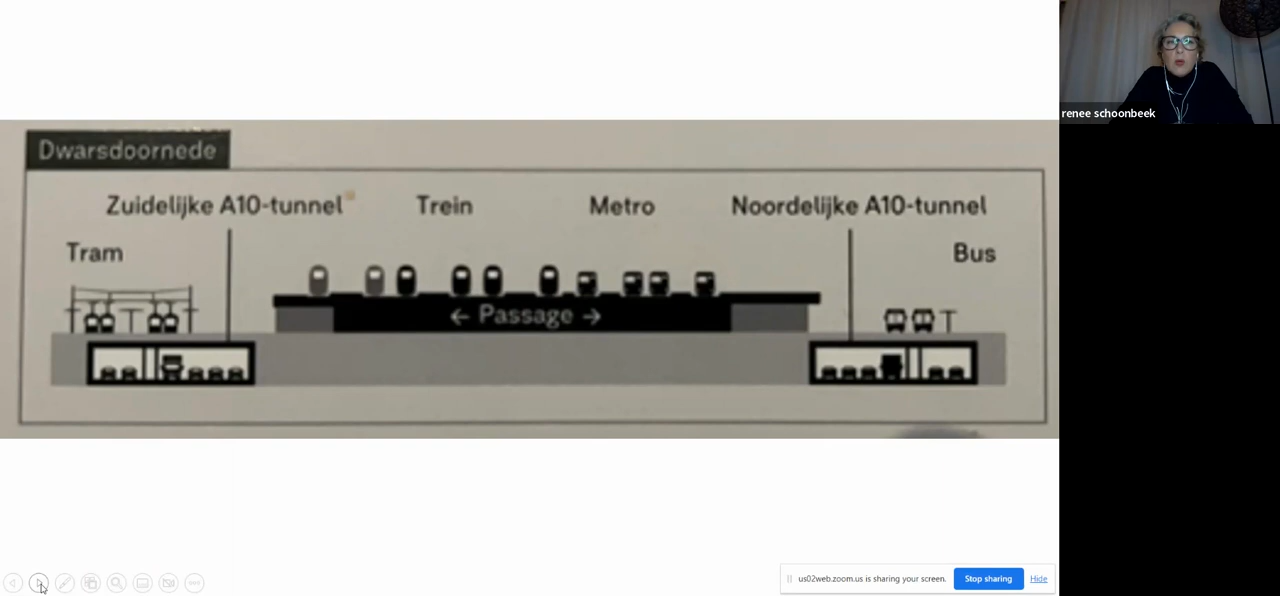 renee schoonbeek
Dwarsdoornede
Zuidelijke A10-tunnel
Trein
Metro
Noordelijke A10-tunnel
Tram
Bus
← Passage →
us02web.zoom.us is sharing your screen.
Stop sharing
Hide